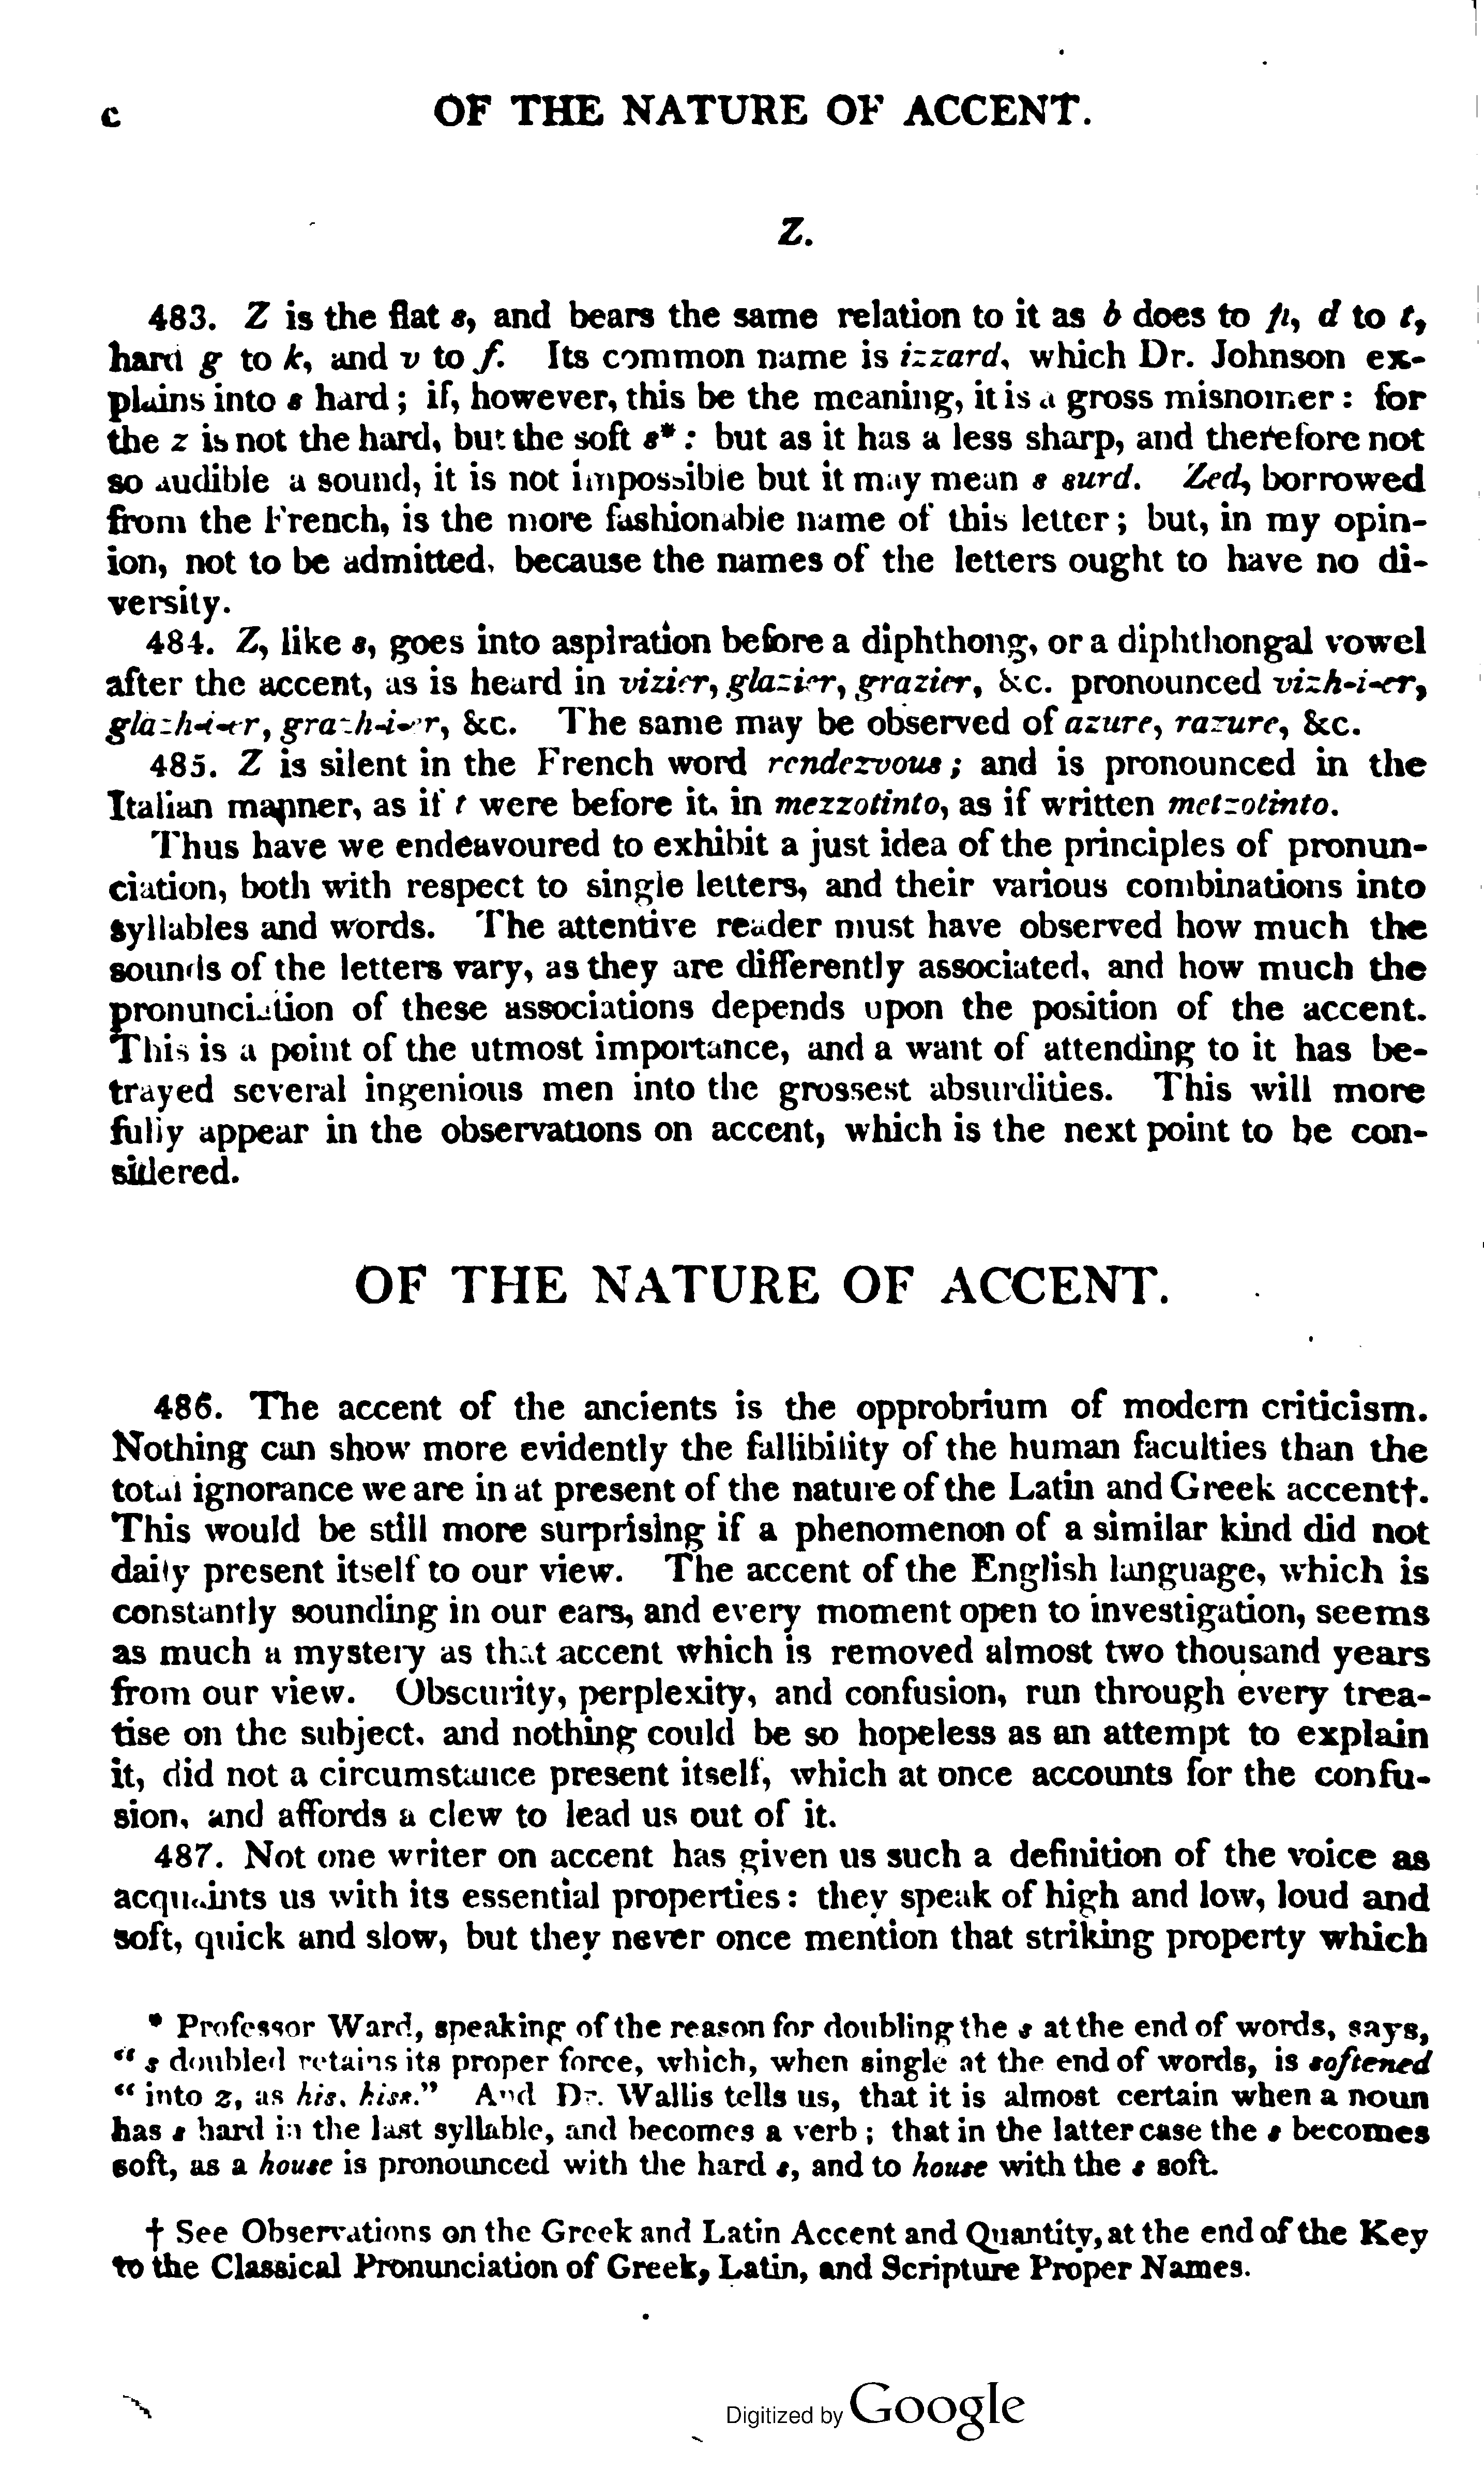 c OF THE NATURE OF ACCENT.
Z.
483. Z is the flat s, and bears the same relation to it as b does to p, d to t,
hard g to k, and v to f. Its common name is izzard, which Dr. Johnson ex-
plains into s hard; if, however, this be the meaning, it is a gross misnomer: for
the z is not the hard, but the soft s*: but as it has a less sharp, and therefore not
so audible a sound, it is not impossible but it may mean s surd. Zed, borrowed
from the French, is the more fashionable name of this letter; but, in my opin-
ion, not to be admitted, because the names of the letters ought to have no di-
versity.
484. Z, like s, goes into aspiration before a diphthong, or a diphthongal vowel
after the accent, as is heard in vizier, glazier, grazier, &c. pronounced vizh-i-er,
glazh-i-er, grazh-i-er, &c. The same may be observed of azure, razure, &c.
485. Z is silent in the French word rendezvous; and is pronounced in the
Italian manner, as if t were before it, in mezzotinto, as if written metzotinto.
Thus have we endeavoured to exhibit a just idea of the principles of pronun-
ciation, both with respect to single letters, and their various combinations into
syllables and words. The attentive reader must have observed how much the
sounds of the letters vary, as they are differently associated, and how much the
pronunciation of these associations depends upon the position of the accent.
This is a point of the utmost importance, and a want of attending to it has be-
trayed several ingenious men into the grossest absurdities. This will more
fully appear in the observations on accent, which is the next point to be con-
sidered.
OF THE NATURE OF ACCENT.
486. The accent of the ancients is the opprobrium of modern criticism.
Nothing can show more evidently the fallibility of the human faculties than the
total ignorance we are in at present of the nature of the Latin and Greek accent†.
This would be still more surprising if a phenomenon of a similar kind did not
daily present itself to our view. The accent of the English language, which is
constantly sounding in our ears, and every moment open to investigation, seems
as much a mystery as that accent which is removed almost two thousand years
from our view. Obscurity, perplexity, and confusion, run through every trea-
tise on the subject, and nothing could be so hopeless as an attempt to explain
it, did not a circumstance present itself, which at once accounts for the confu-
sion, and affords a clew to lead us out of it.
487. Not one writer on accent has given us such a definition of the voice as
acquaints us with its essential properties: they speak of high and low, loud and
soft, quick and slow, but they never once mention that striking property which
* Professor Ward, speaking of the reason for doubling the s at the end of words, says,
“ s doubled retains its proper force, which, when single at the end of words, is softened
“ into z, as his, hiss.” And Dr. Wallis tells us, that it is almost certain when a noun
has s hard in the last syllable, and becomes a verb; that in the latter case the s becomes
soft, as a house is pronounced with the hard s, and to house with the s soft.
† See Observations on the Greek and Latin Accent and Quantity, at the end of the Key
to the Classical Pronunciation of Greek, Latin, and Scripture Proper Names.
Digitized by Google